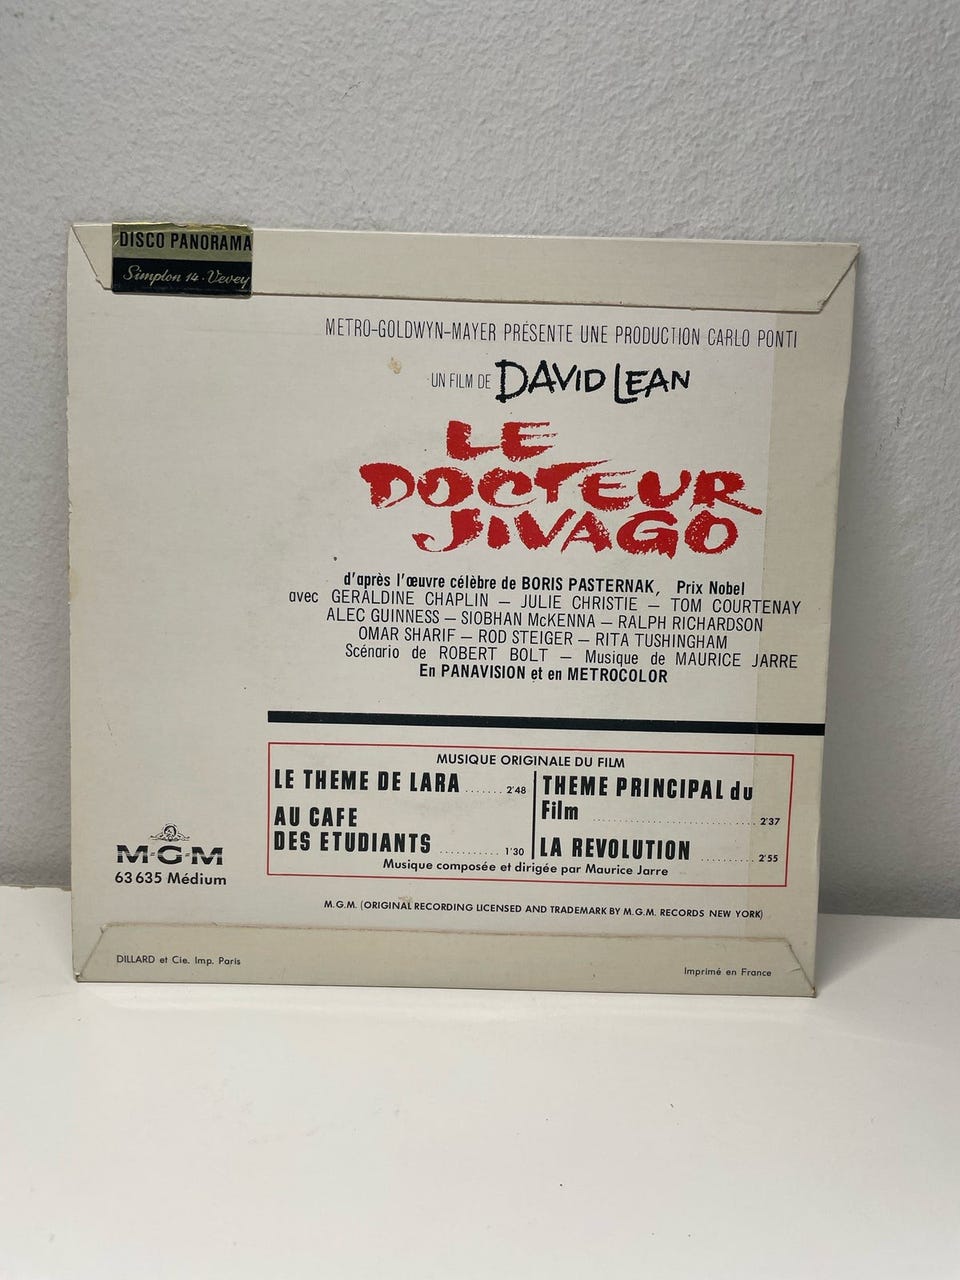 DISCO PANORAMA
Simplon 14 · Vevey
METRO-GOLDWYN-MAYER PRÉSENTE UNE PRODUCTION CARLO PONTI
UN FILM DE DAVID LEAN
LE
DOCTEUR
JIVAGO
d'après l'œuvre célèbre de BORIS PASTERNAK, Prix Nobel
avec GERALDINE CHAPLIN — JULIE CHRISTIE — TOM COURTENAY
ALEC GUINNESS — SIOBHAN McKENNA — RALPH RICHARDSON
OMAR SHARIF — ROD STEIGER — RITA TUSHINGHAM
Scénario de ROBERT BOLT — Musique de MAURICE JARRE
En PANAVISION et en METROCOLOR
MUSIQUE ORIGINALE DU FILM
LE THEME DE LARA ....... 2'48
AU CAFE
DES ETUDIANTS ........... 1'30
THEME PRINCIPAL du
Film ............................. 2'37
LA REVOLUTION .......... 2'55
Musique composée et dirigée par Maurice Jarre
M-G-M
63 635 Médium
M.G.M. (ORIGINAL RECORDING LICENSED AND TRADEMARK BY M.G.M. RECORDS NEW YORK)
DILLARD et Cie. Imp. Paris
Imprimé en France